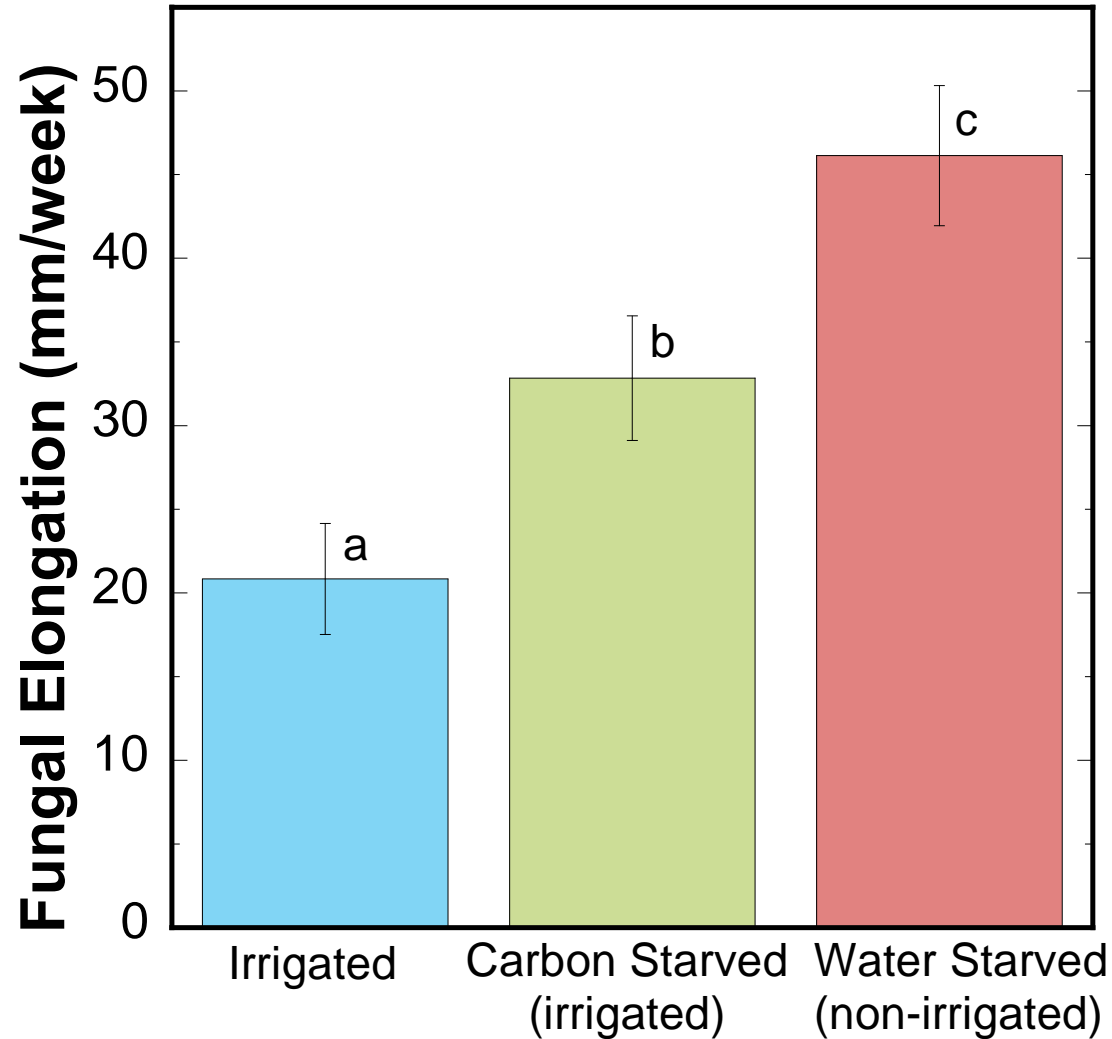 Fungal Elongation (mm/week)
50
40
30
20
10
0
a
b
c
Irrigated
Carbon Starved
(irrigated)
Water Starved
(non-irrigated)